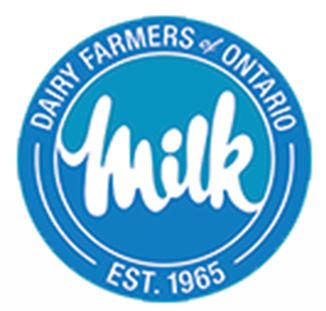 DAIRY FARMERS of ONTARIO
milk
EST. 1965